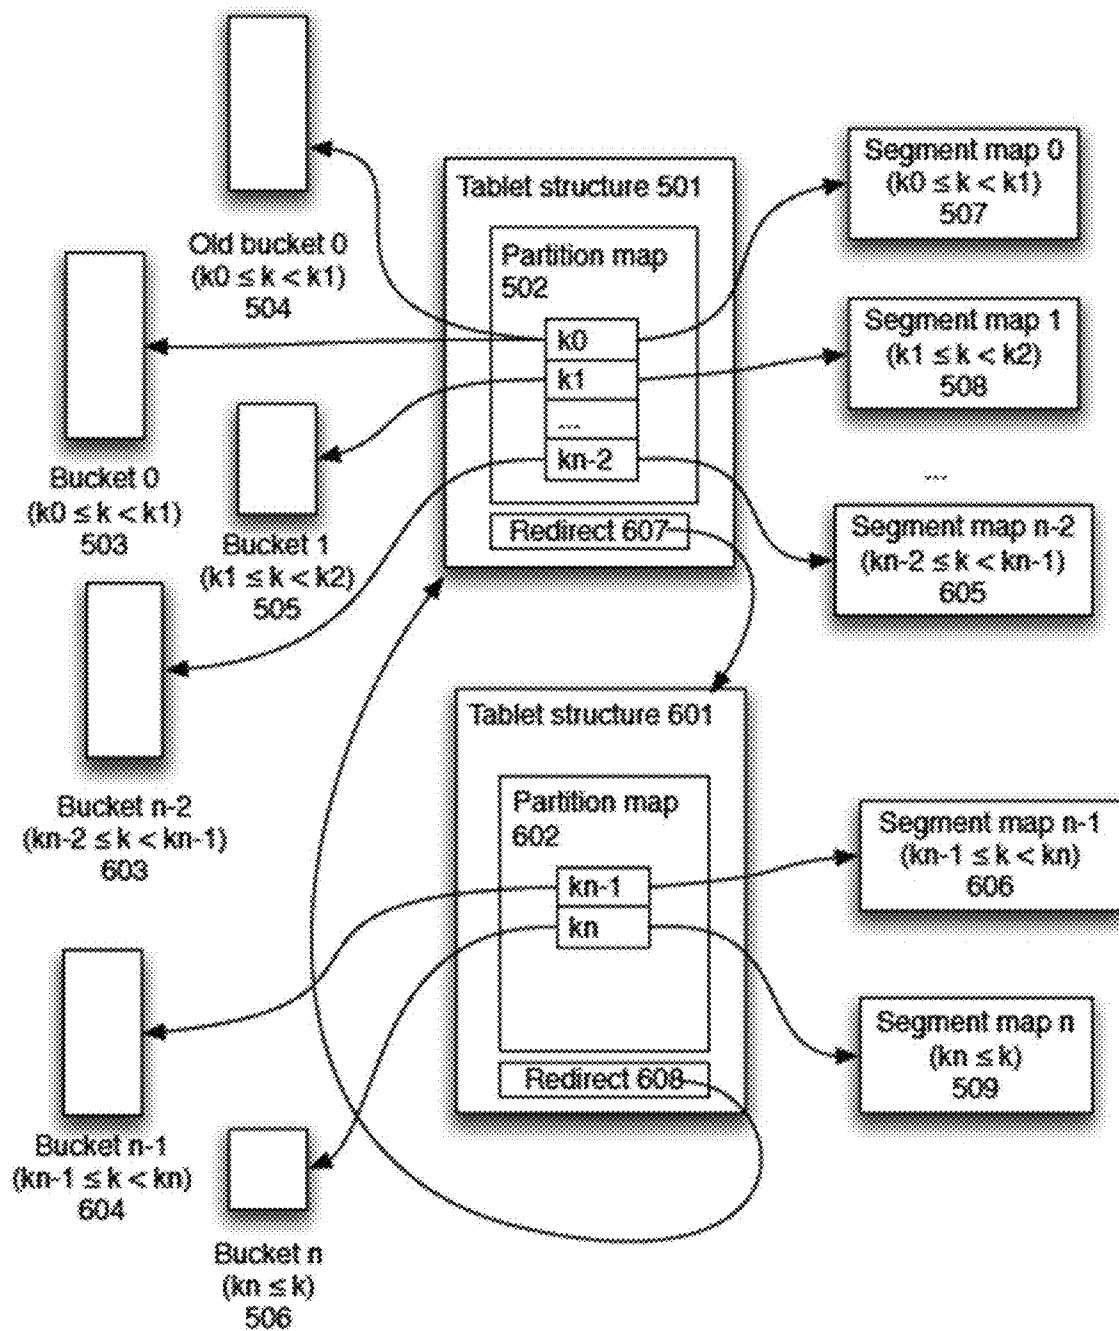 Old bucket 0
(k0 ≤ k < k1)
504
Bucket 0
(k0 ≤ k < k1)
503
Bucket 1
(k1 ≤ k < k2)
505
Bucket n-2
(kn-2 ≤ k < kn-1)
603
Bucket n-1
(kn-1 ≤ k < kn)
604
Bucket n
(kn ≤ k)
506
Tablet structure 501
Partition map
502
k0
k1
...
kn-2
Redirect 607
Tablet structure 601
Partition map
602
kn-1
kn
Redirect 608
Segment map 0
(k0 ≤ k < k1)
507
Segment map 1
(k1 ≤ k < k2)
508
...
Segment map n-2
(kn-2 ≤ k < kn-1)
605
Segment map n-1
(kn-1 ≤ k < kn)
606
Segment map n
(kn ≤ k)
509